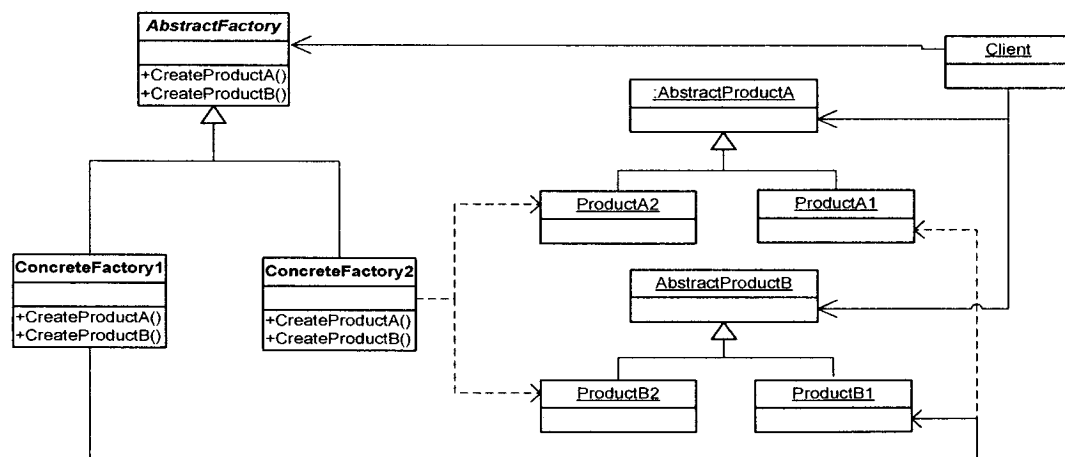 AbstractFactory
+CreateProductA()
+CreateProductB()
Client
:AbstractProductA
ProductA2
ProductA1
ConcreteFactory1
+CreateProductA()
+CreateProductB()
ConcreteFactory2
+CreateProductA()
+CreateProductB()
AbstractProductB
ProductB2
ProductB1